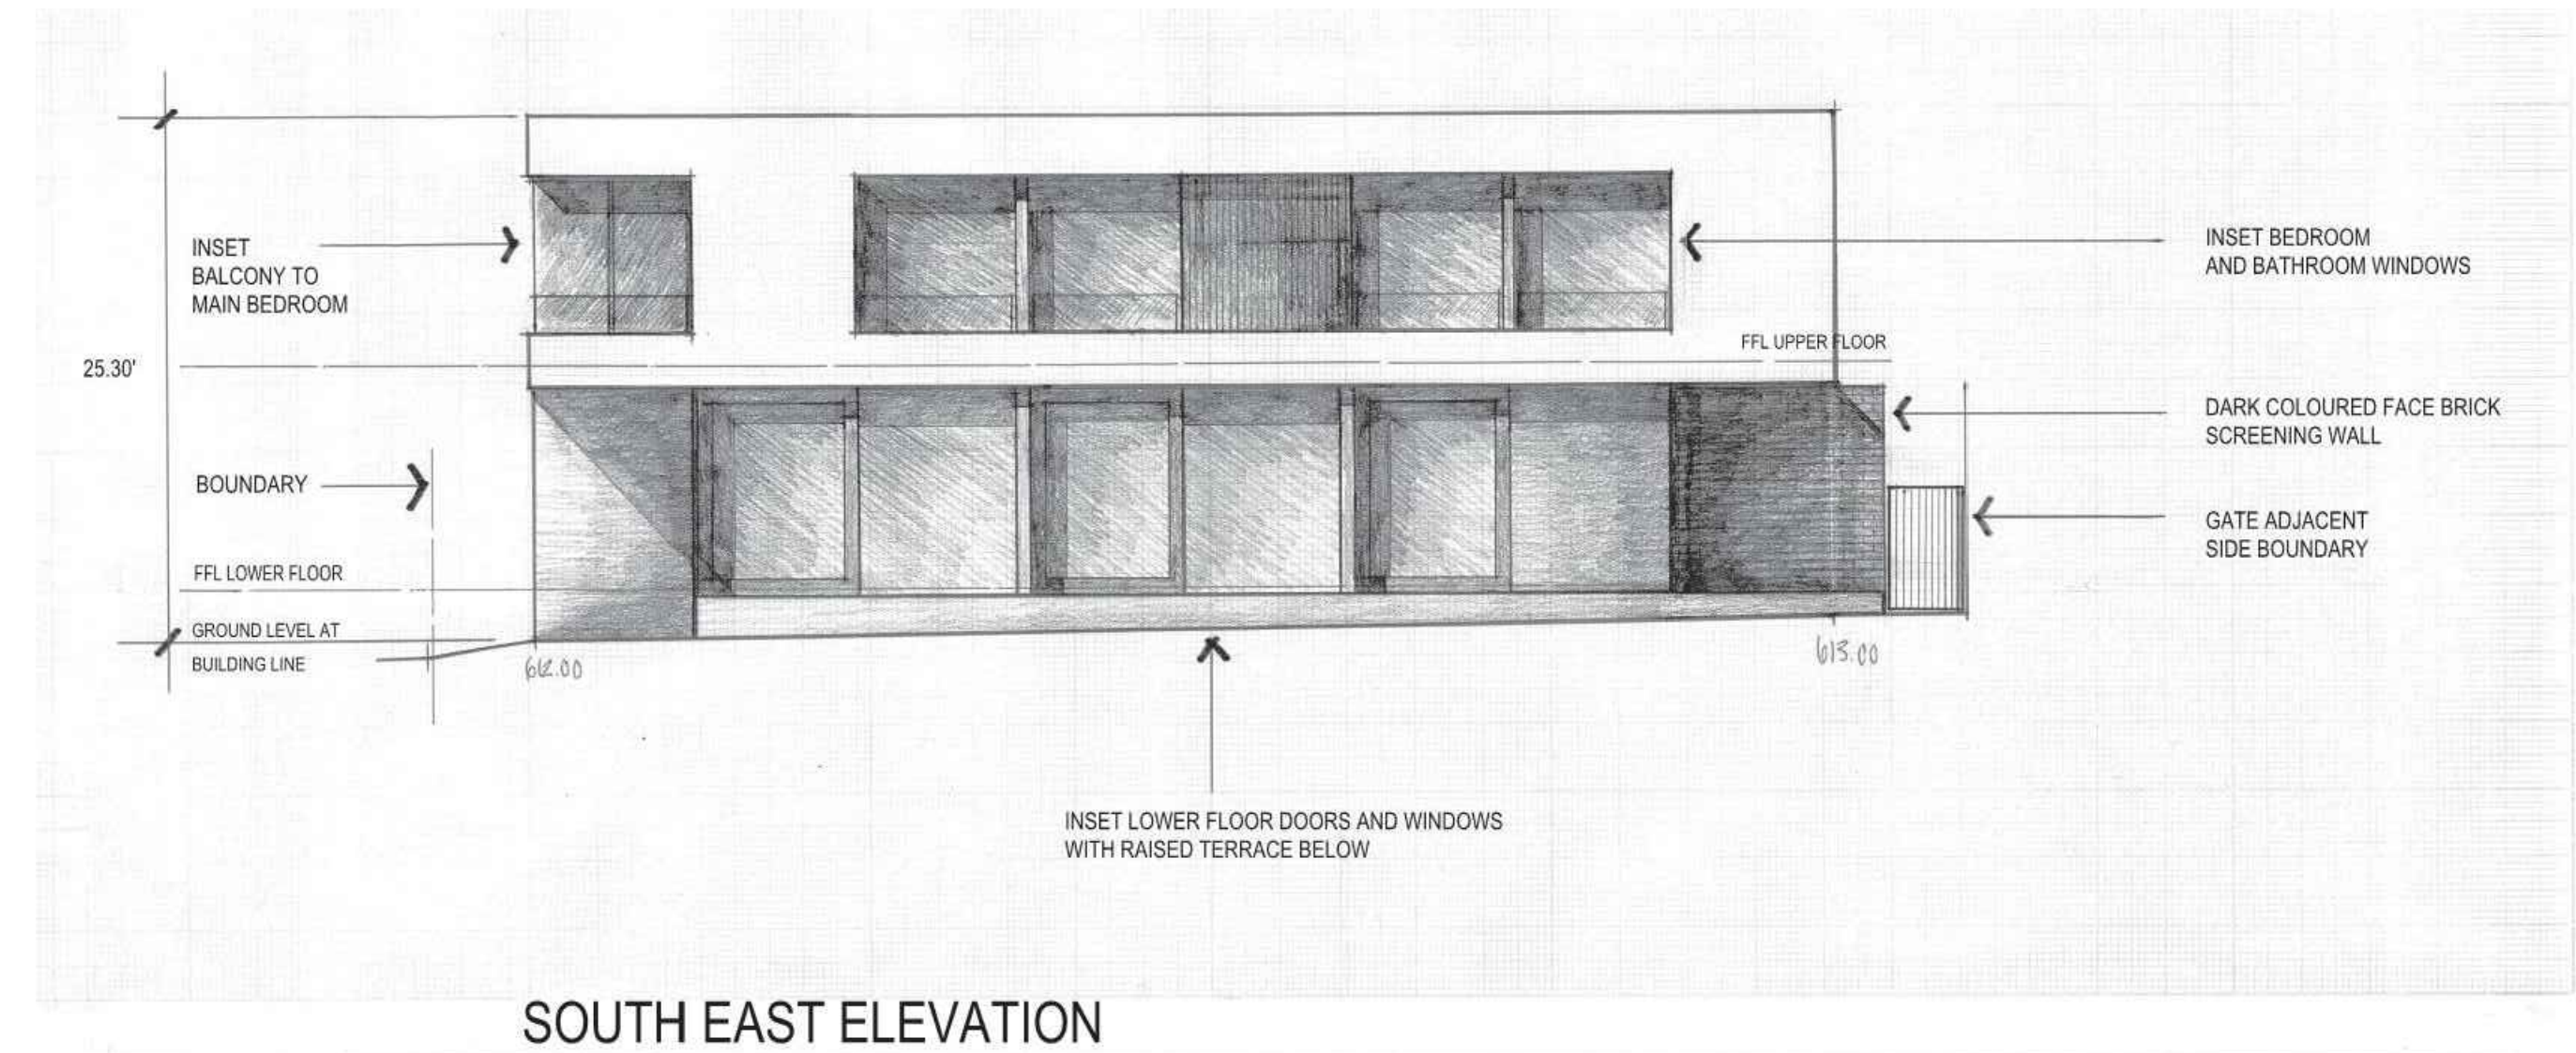 INSET
BALCONY TO
MAIN BEDROOM
INSET BEDROOM
AND BATHROOM WINDOWS
FFL UPPER FLOOR
25.30'
DARK COLOURED FACE BRICK
SCREENING WALL
BOUNDARY
GATE ADJACENT
SIDE BOUNDARY
FFL LOWER FLOOR
GROUND LEVEL AT
BUILDING LINE
612.00
613.00
INSET LOWER FLOOR DOORS AND WINDOWS
WITH RAISED TERRACE BELOW
SOUTH EAST ELEVATION